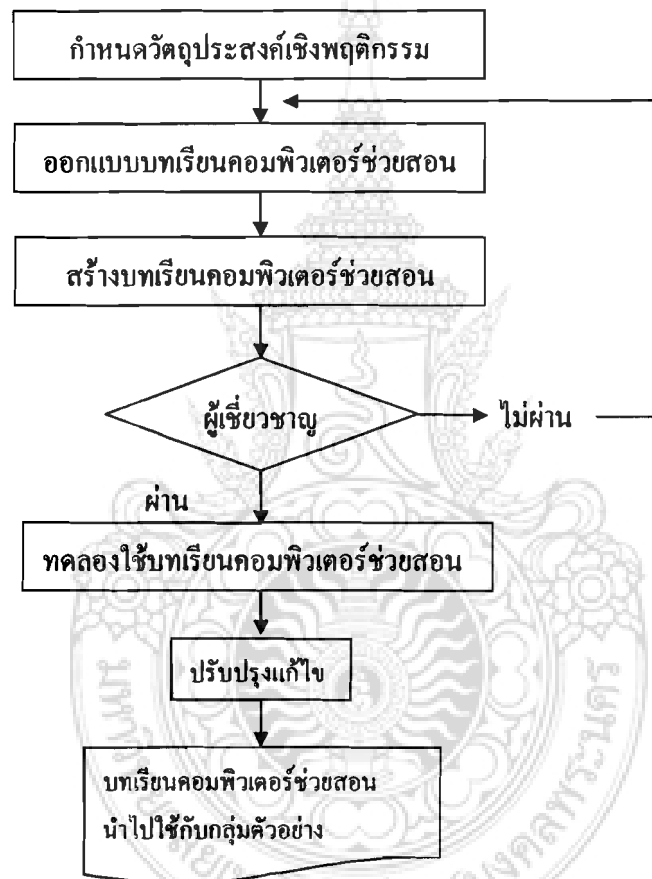 กำหนดวัตถุประสงค์เชิงพฤติกรรม
ออกแบบบทเรียนคอมพิวเตอร์ช่วยสอน
สร้างบทเรียนคอมพิวเตอร์ช่วยสอน
ผู้เชี่ยวชาญ
ไม่ผ่าน
ผ่าน
ทดลองใช้บทเรียนคอมพิวเตอร์ช่วยสอน
ปรับปรุงแก้ไข
บทเรียนคอมพิวเตอร์ช่วยสอน
นำไปใช้กับกลุ่มตัวอย่าง